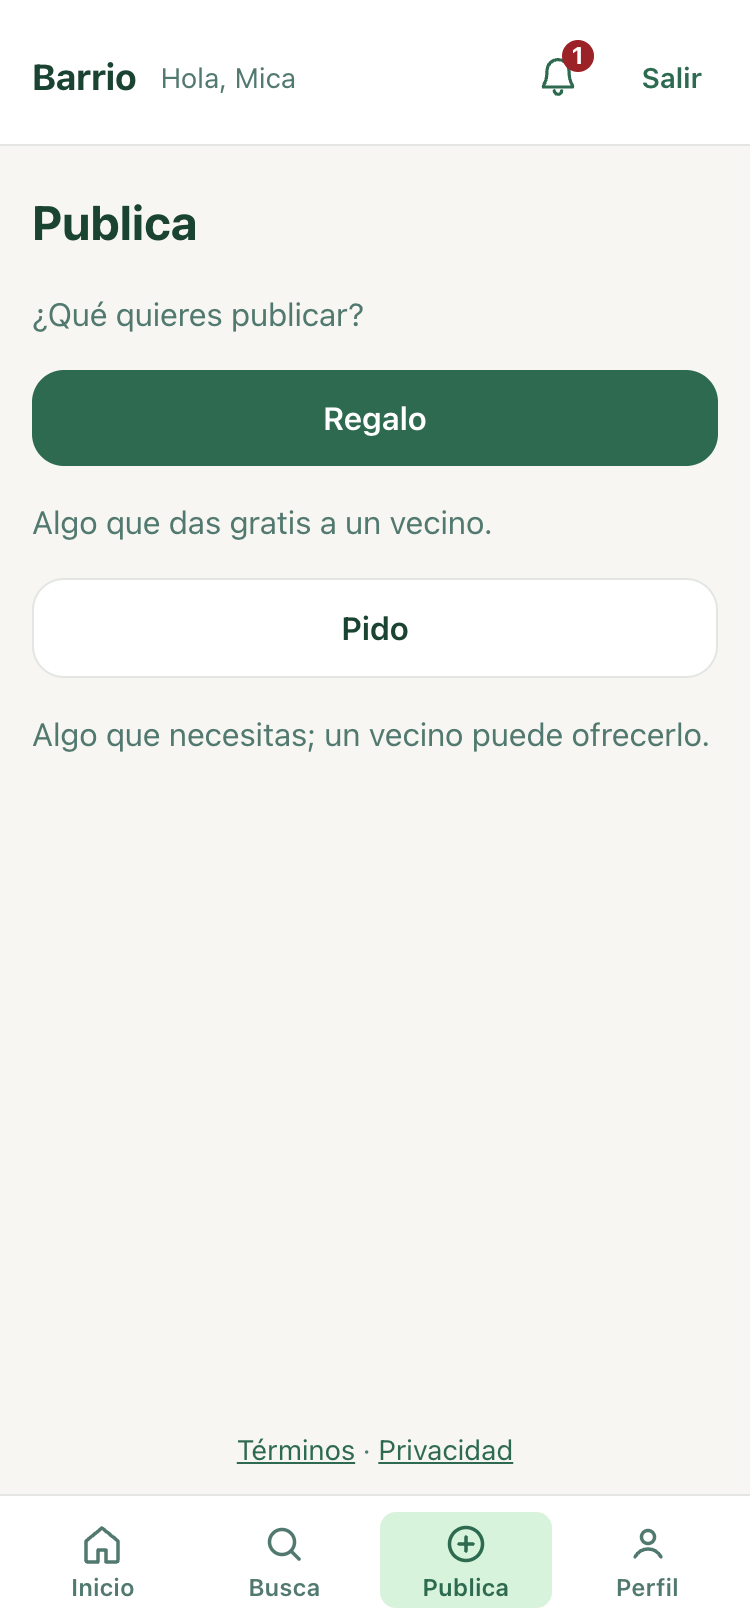 Barrio Hola, Mica 1 Salir
Publica
¿Qué quieres publicar?
Regalo
Algo que das gratis a un vecino.
Pido
Algo que necesitas; un vecino puede ofrecerlo.
Términos · Privacidad
Inicio Busca Publica Perfil